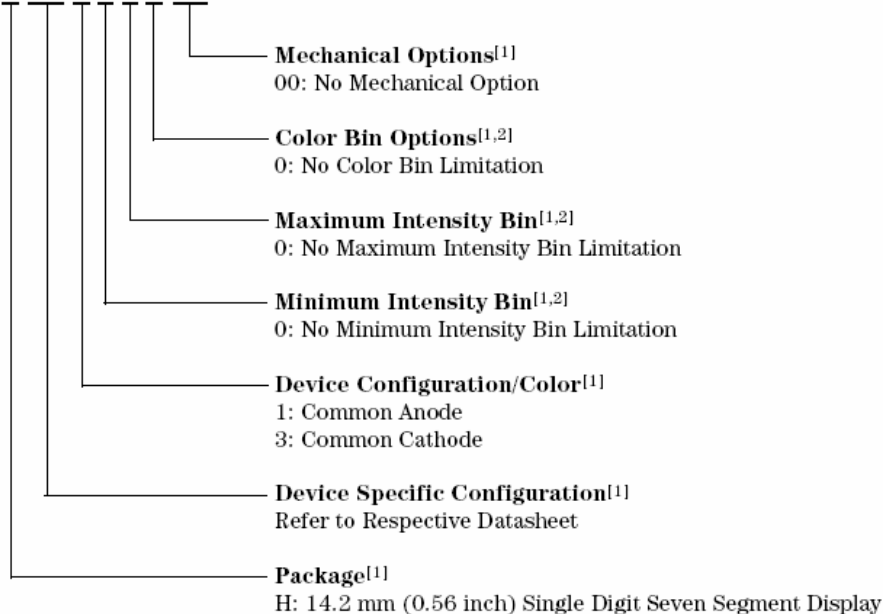 Mechanical Options[1]
00: No Mechanical Option
Color Bin Options[1,2]
0: No Color Bin Limitation
Maximum Intensity Bin[1,2]
0: No Maximum Intensity Bin Limitation
Minimum Intensity Bin[1,2]
0: No Minimum Intensity Bin Limitation
Device Configuration/Color[1]
1: Common Anode
3: Common Cathode
Device Specific Configuration[1]
Refer to Respective Datasheet
Package[1]
H: 14.2 mm (0.56 inch) Single Digit Seven Segment Display